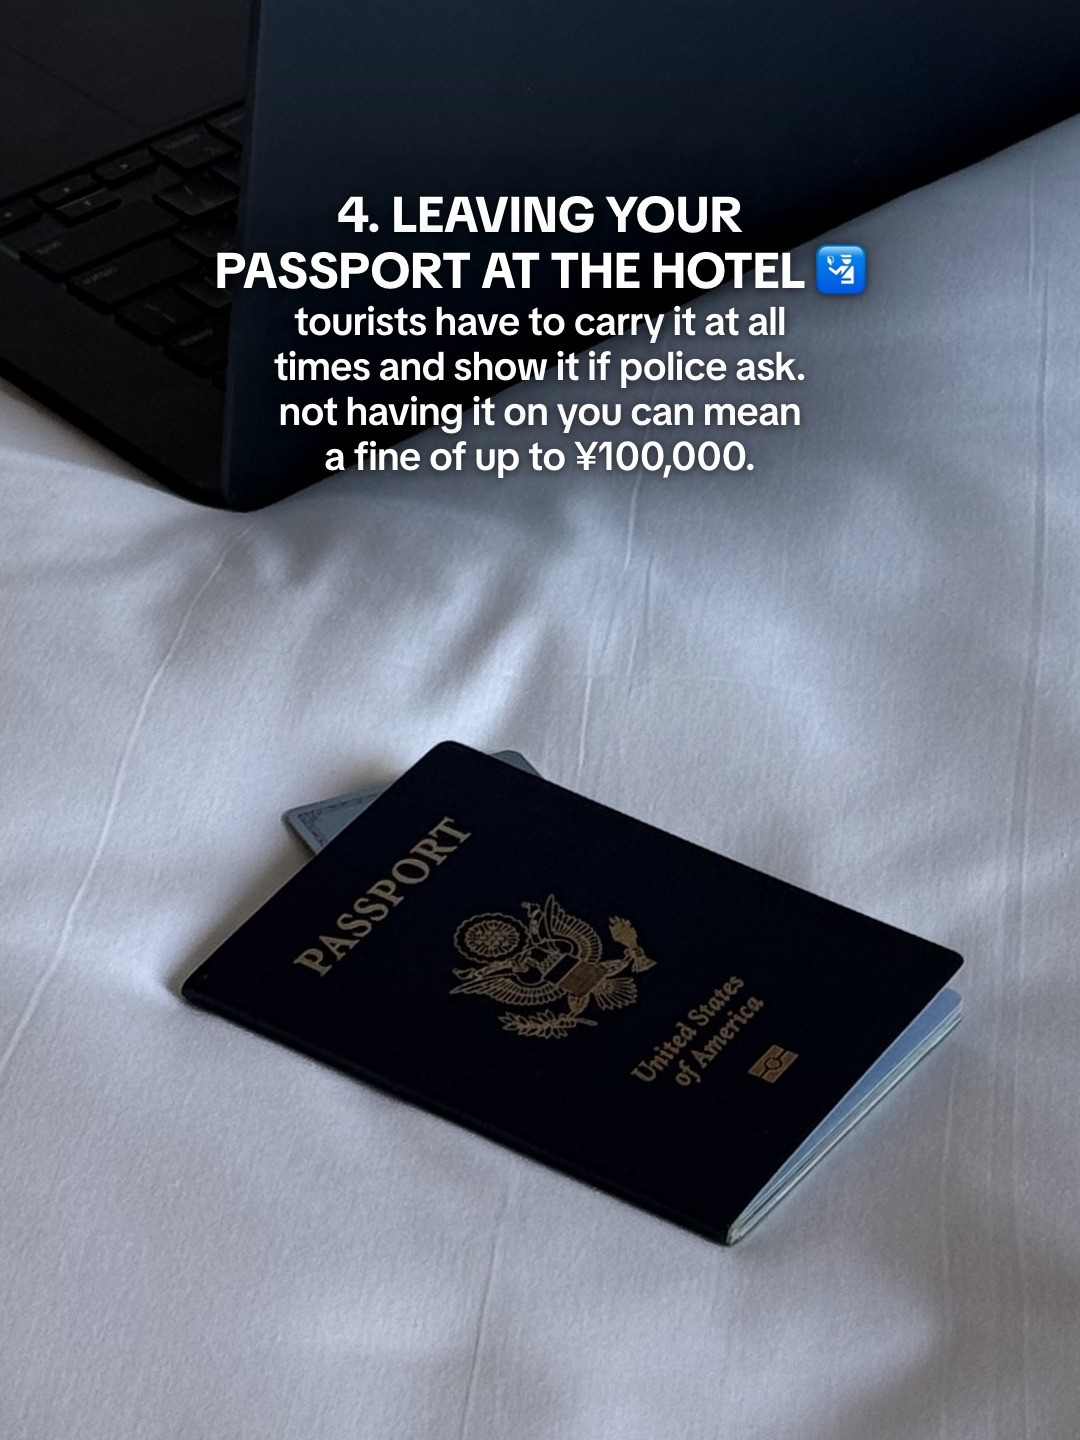 4. LEAVING YOUR
PASSPORT AT THE HOTEL 🛂
tourists have to carry it at all
times and show it if police ask.
not having it on you can mean
a fine of up to ¥100,000.
PASSPORT
United States
of America